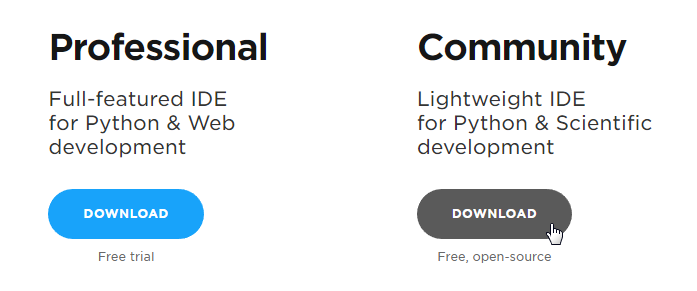 Professional
Full-featured IDE
for Python & Web
development
DOWNLOAD
Free trial
Community
Lightweight IDE
for Python & Scientific
development
DOWNLOAD
Free, open-source